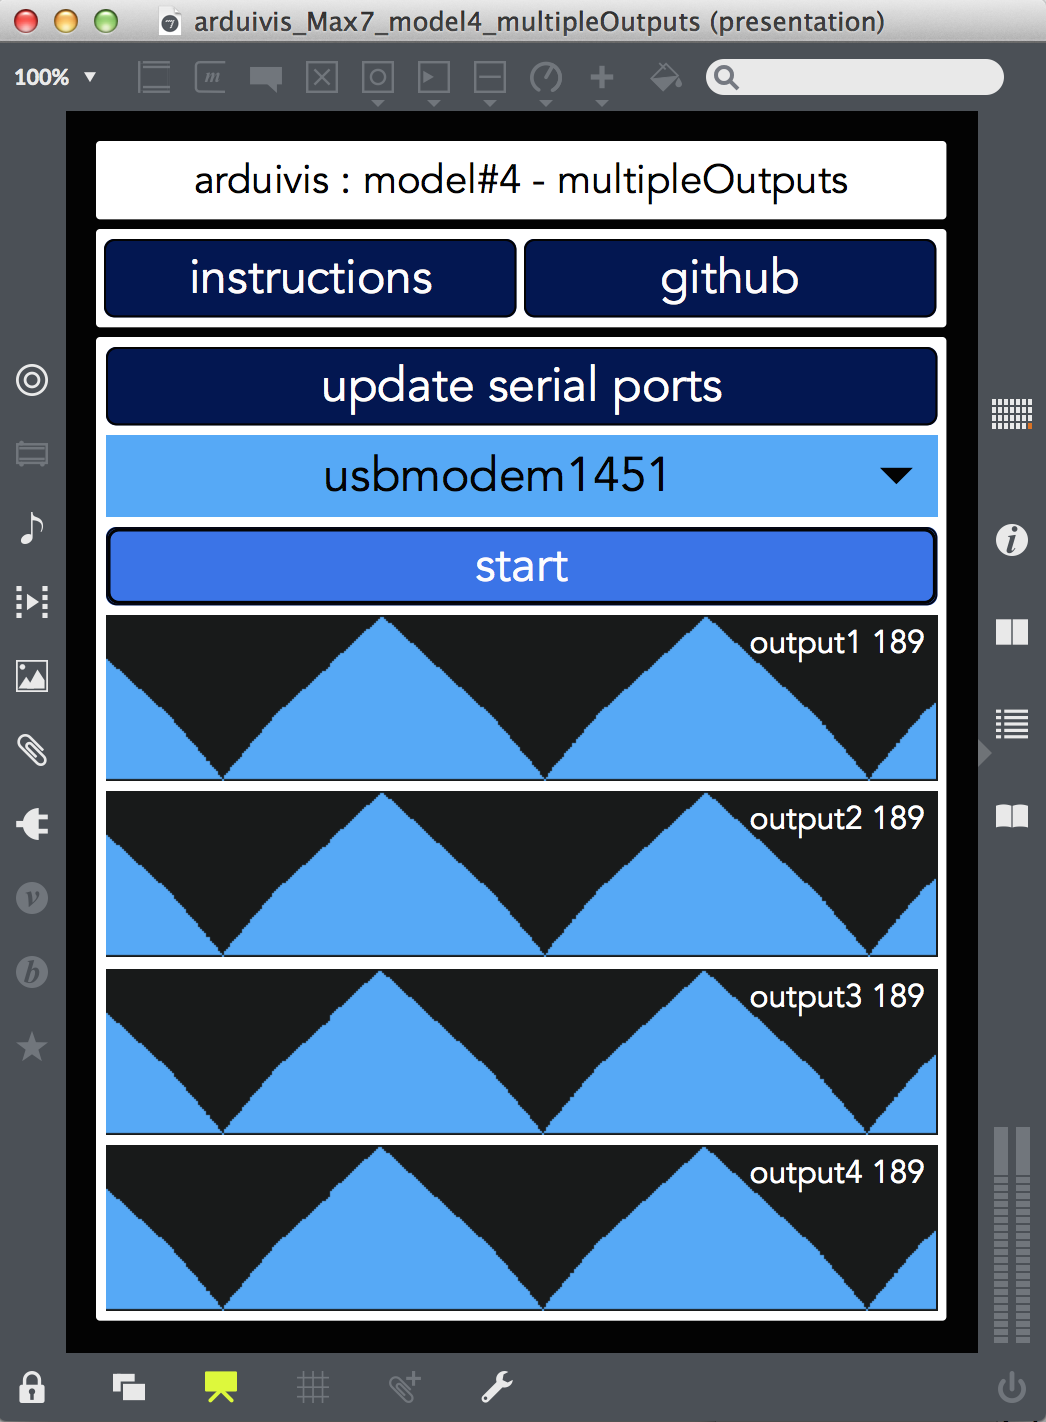 arduivis_Max7_model4_multipleOutputs (presentation)
100%
arduivis : model#4 - multipleOutputs
instructions
github
update serial ports
usbmodem1451
start
output1 189
output2 189
output3 189
output4 189